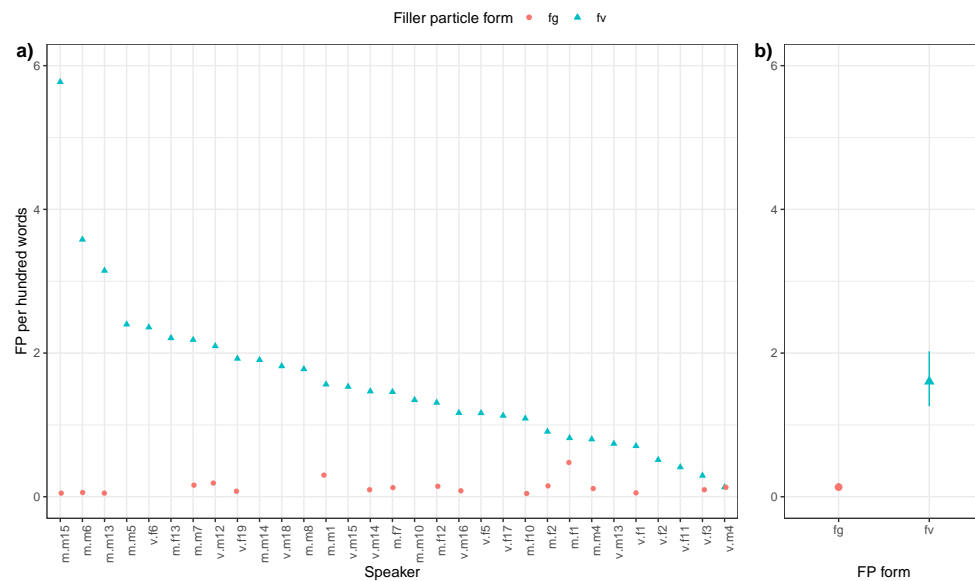 Filler particle form fg fv
a)
b)
FP per hundred words
6
4
2
0
m.m15
m.m6
m.m13
m.m5
v.f6
m.f13
m.m7
v.m12
v.f19
m.m14
v.m18
m.m8
m.m1
v.m15
v.m14
m.f7
m.m10
m.f12
v.m16
v.f5
v.f17
m.f10
m.f2
m.f1
m.m4
v.m13
v.f1
v.f2
v.f11
v.f3
v.m4
Speaker
6
4
2
0
fg
fv
FP form